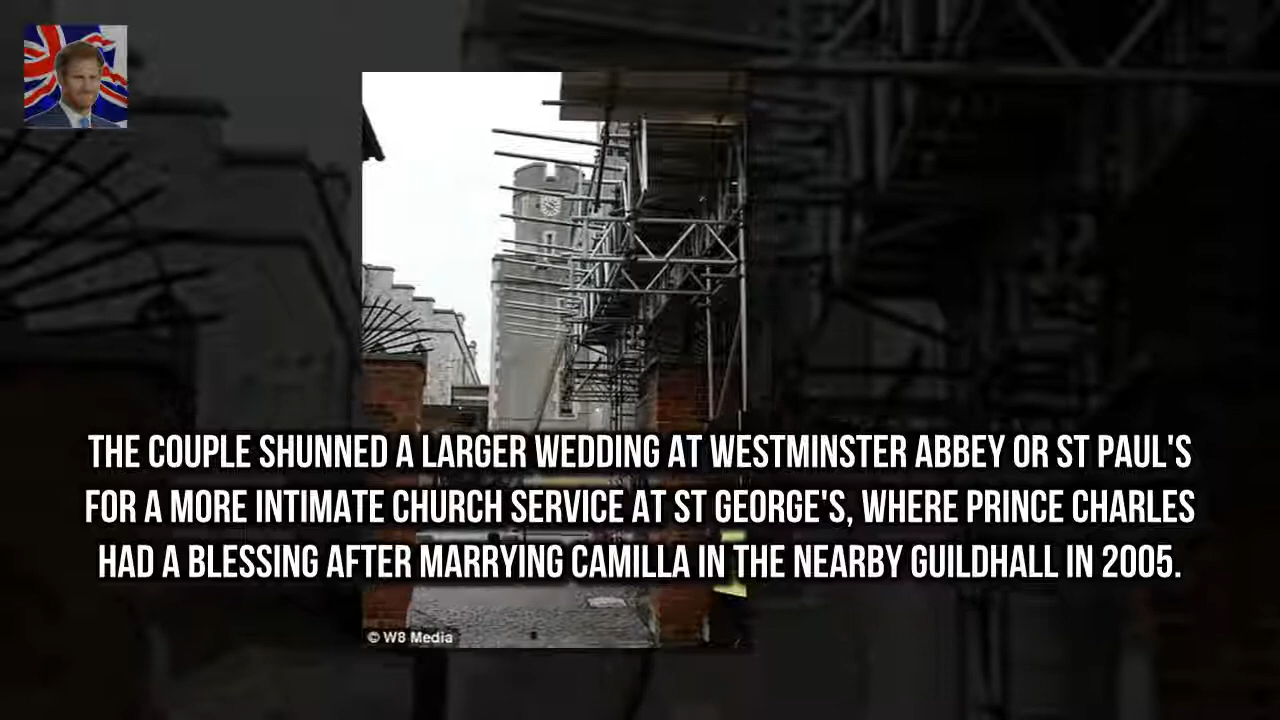 THE COUPLE SHUNNED A LARGER WEDDING AT WESTMINSTER ABBEY OR ST PAUL'S
FOR A MORE INTIMATE CHURCH SERVICE AT ST GEORGE'S, WHERE PRINCE CHARLES
HAD A BLESSING AFTER MARRYING CAMILLA IN THE NEARBY GUILDHALL IN 2005.
© W8 Media